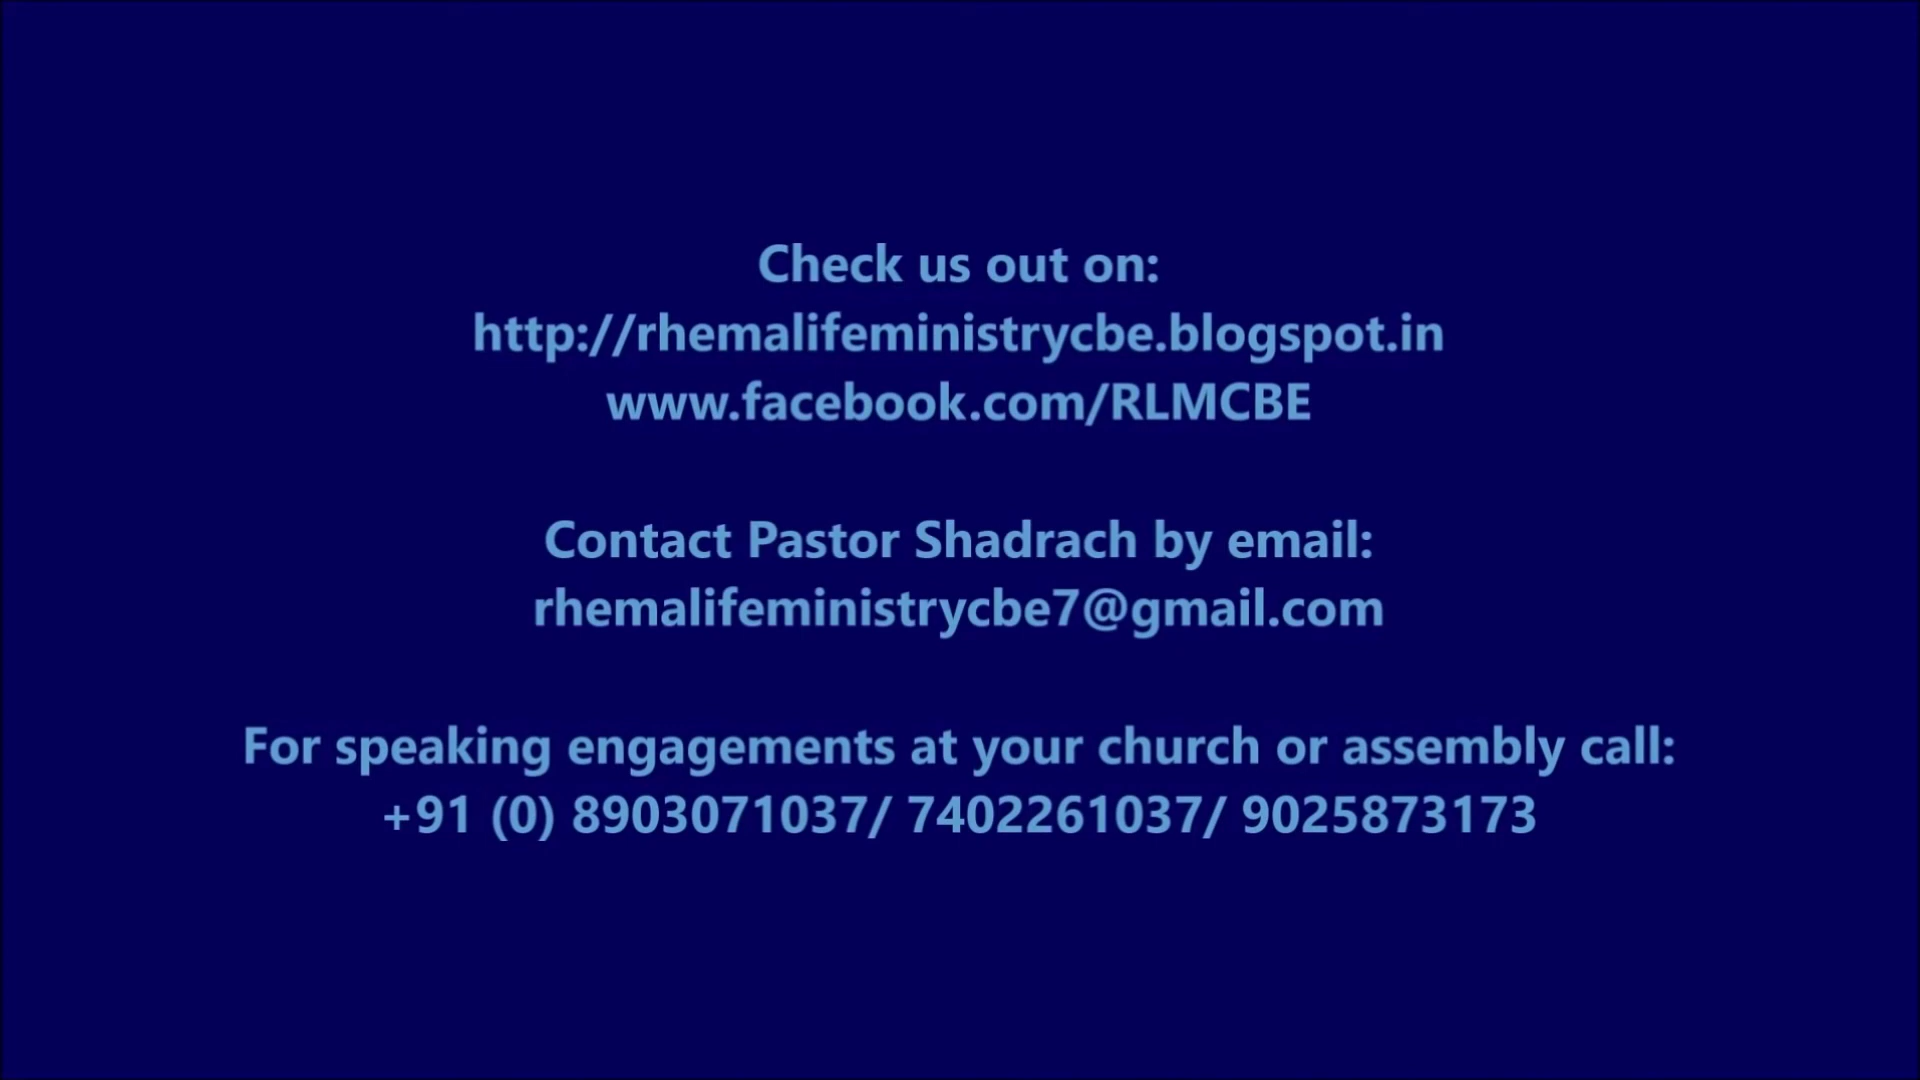 Check us out on:
http://rhemalifeministrycbe.blogspot.in
www.facebook.com/RLMCBE
Contact Pastor Shadrach by email:
rhemalifeministrycbe7@gmail.com
For speaking engagements at your church or assembly call:
+91 (0) 8903071037/ 7402261037/ 9025873173